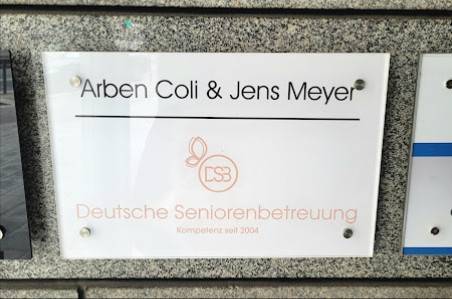 Arben Coli & Jens Meyer
DSB
Deutsche Seniorenbetreuung
Kompetenz seit 2004